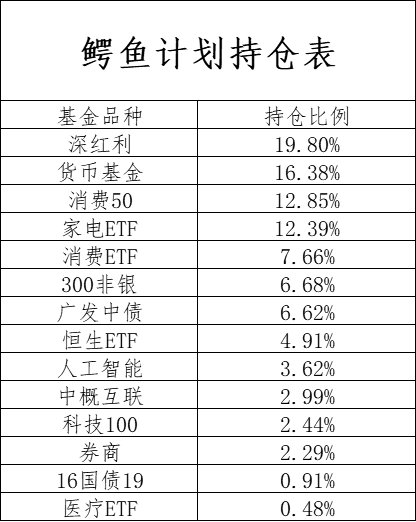 鳄鱼计划持仓表
基金品种 持仓比例
深红利 19.80%
货币基金 16.38%
消费50 12.85%
家电ETF 12.39%
消费ETF 7.66%
300非银 6.68%
广发中债 6.62%
恒生ETF 4.91%
人工智能 3.62%
中概互联 2.99%
科技100 2.44%
券商 2.29%
16国债19 0.91%
医疗ETF 0.48%